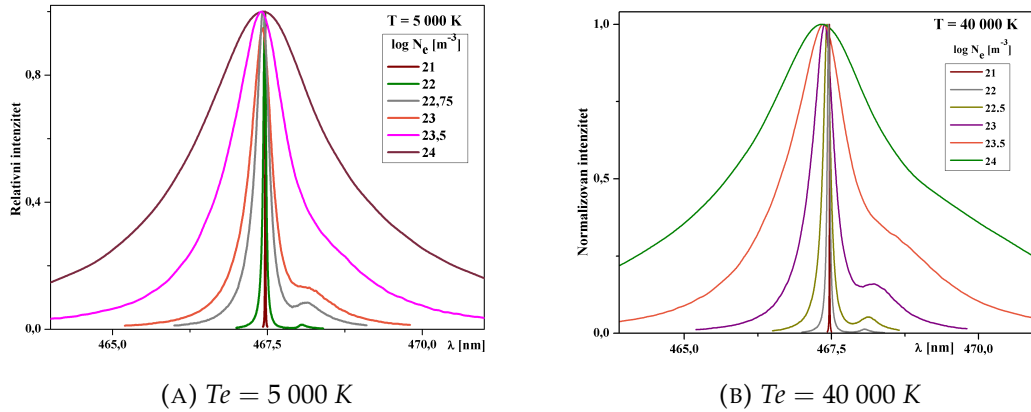 T = 5 000 K
log Ne [m-3]
21
22
22,75
23
23,5
24
Relativni intenzitet
0,8
0,4
0,0
465,0
467,5
470,0
λ [nm]
(A) Te = 5 000 K
T = 40 000 K
log Ne [m-3]
21
22
22.5
23
23.5
24
Normalizovan intenzitet
1,0
0,5
0,0
465,0
467,5
470,0
λ [nm]
(B) Te = 40 000 K